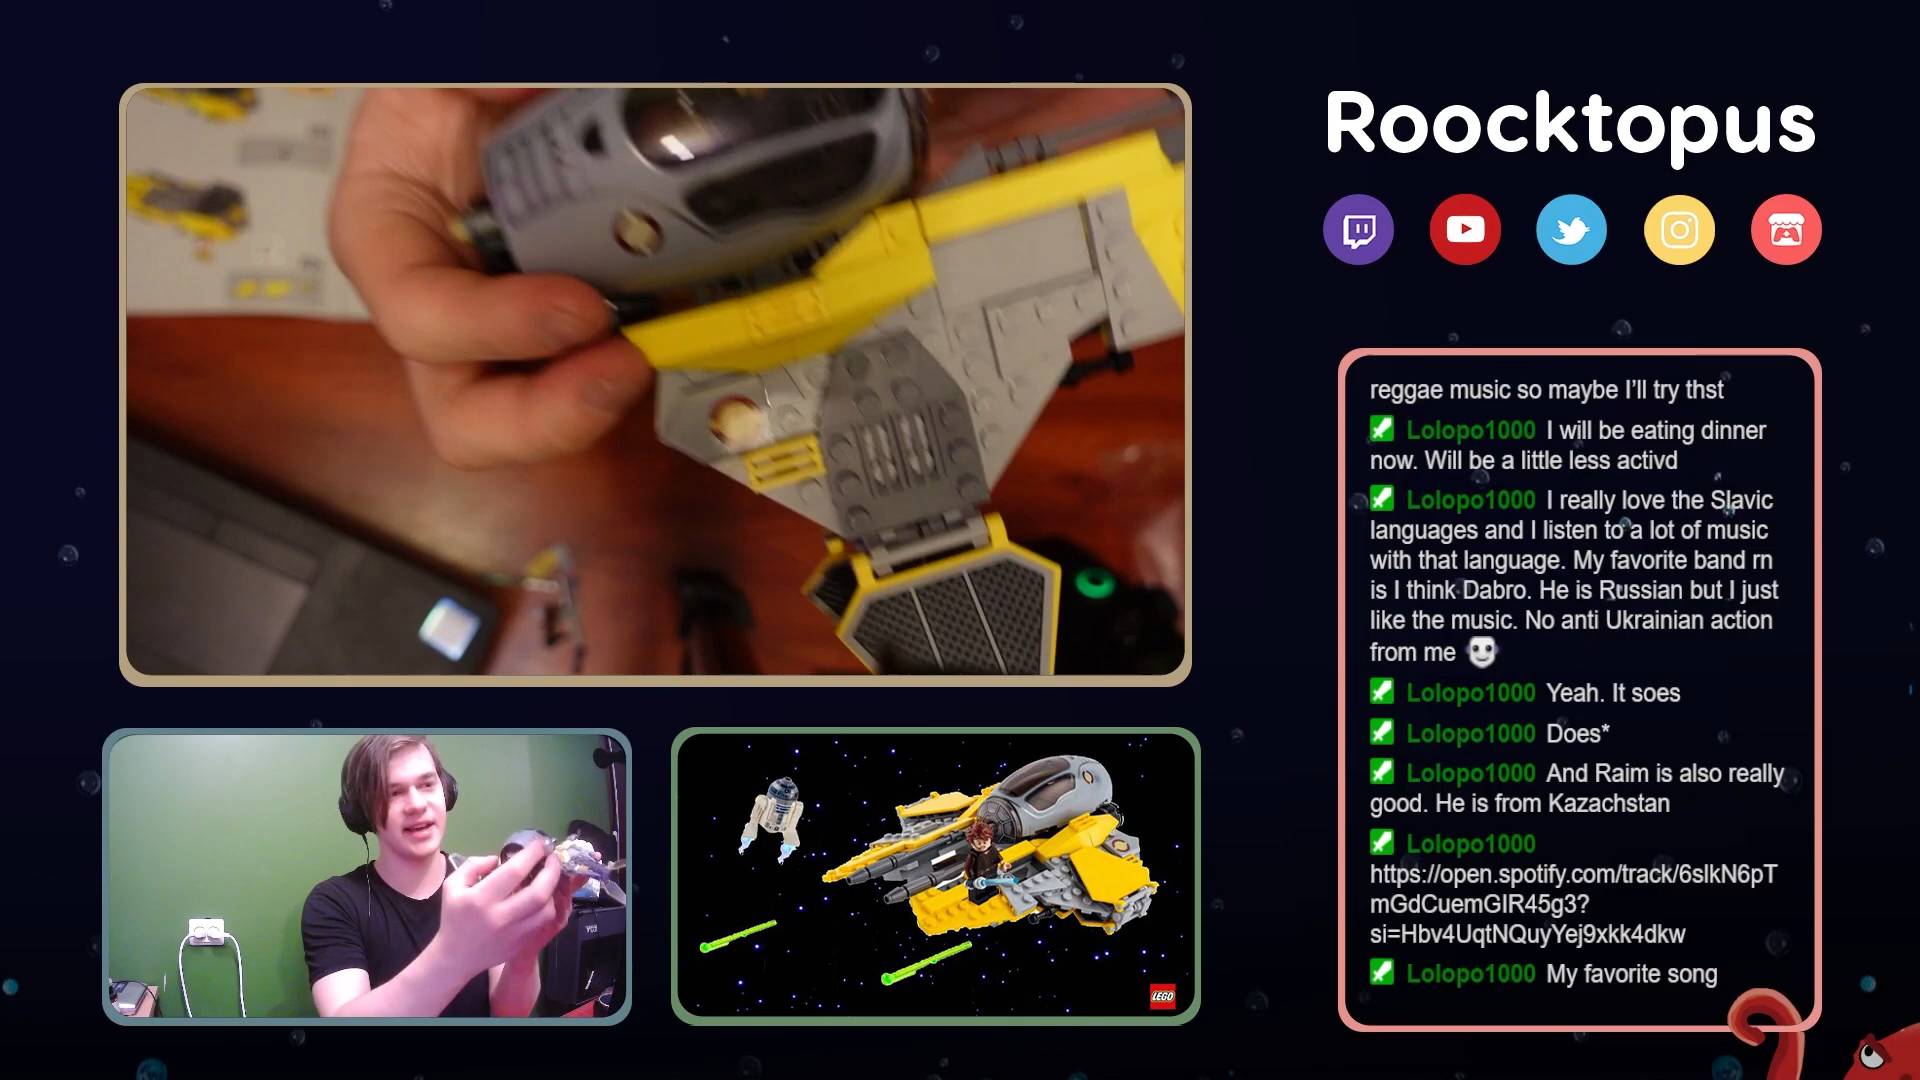 Roocktopus
reggae music so maybe I'll try thst
Lolopo1000 I will be eating dinner
now. Will be a little less activd
Lolopo1000 I really love the Slavic
languages and I listen to a lot of music
with that language. My favorite band rn
is I think Dabro. He is Russian but I just
like the music. No anti Ukrainian action
from me
Lolopo1000 Yeah. It soes
Lolopo1000 Does*
Lolopo1000 And Raim is also really
good. He is from Kazachstan
Lolopo1000
https://open.spotify.com/track/6slkN6pT
mGdCuemGIR45g3?
si=Hbv4UqtNQuyYej9xkk4dkw
Lolopo1000 My favorite song
LEGO